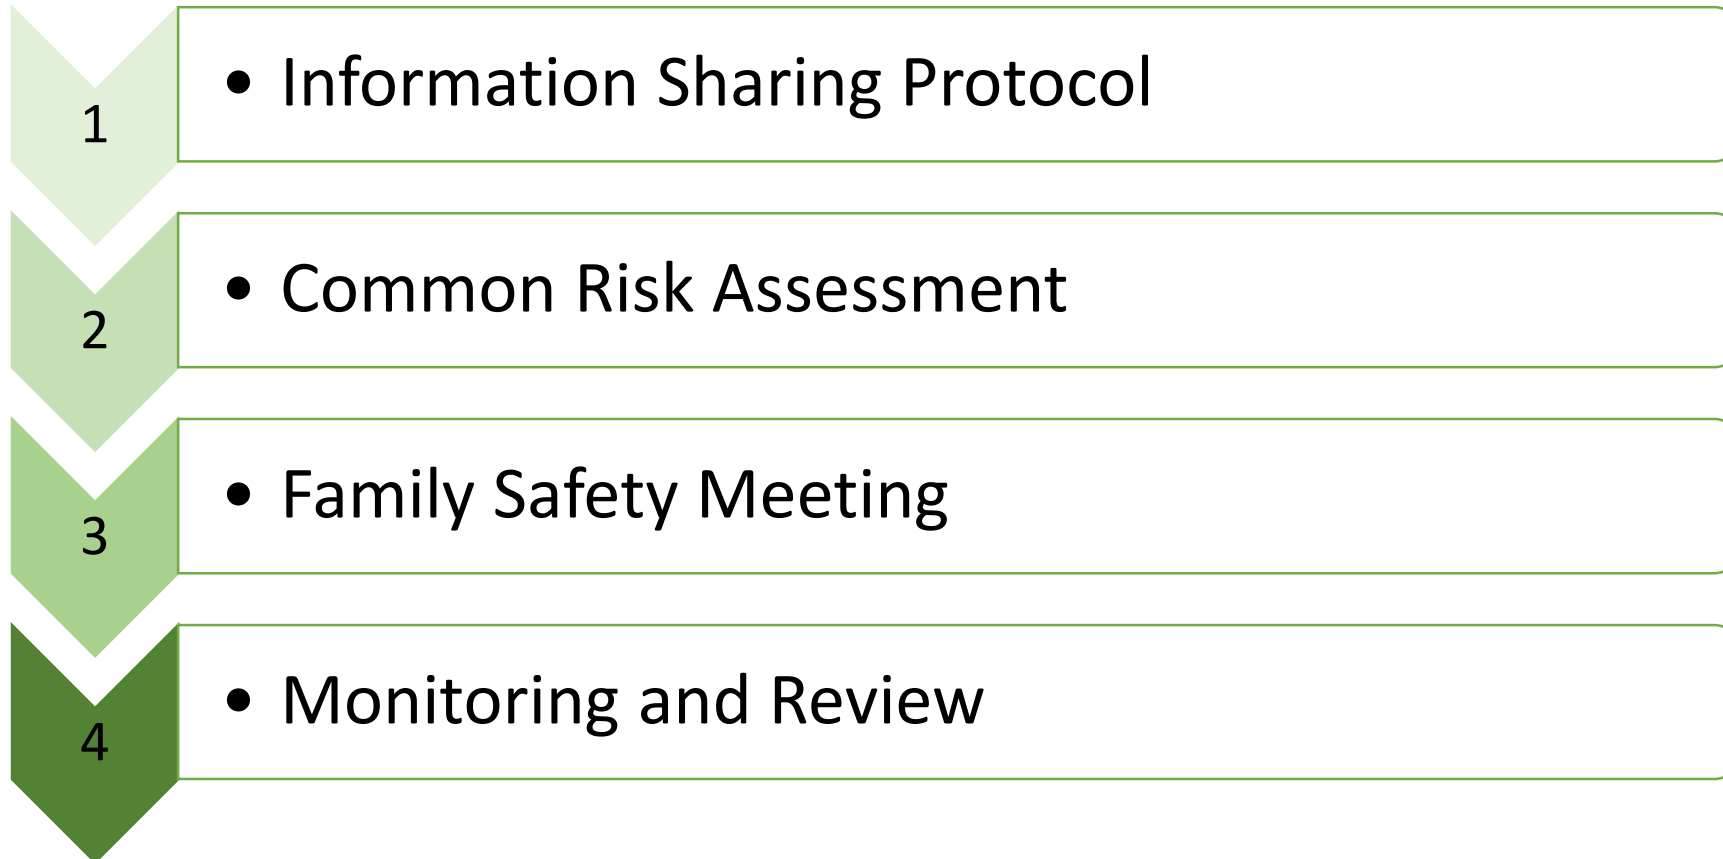 1
• Information Sharing Protocol
2
• Common Risk Assessment
3
• Family Safety Meeting
4
• Monitoring and Review